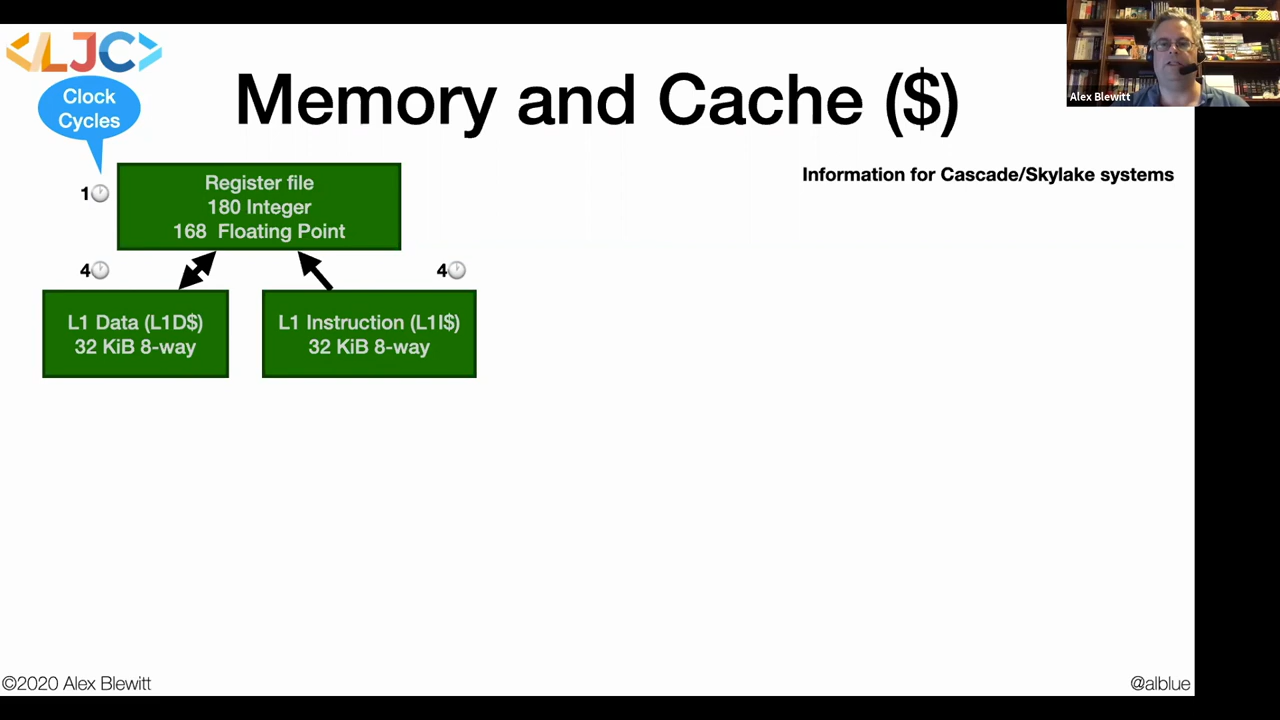 <LJC>
Alex Blewitt
Clock
Cycles
Memory and Cache ($)
Information for Cascade/Skylake systems
1
Register file
180 Integer
168 Floating Point
4
4
L1 Data (L1D$)
32 KiB 8-way
L1 Instruction (L1I$)
32 KiB 8-way
©2020 Alex Blewitt
@alblue